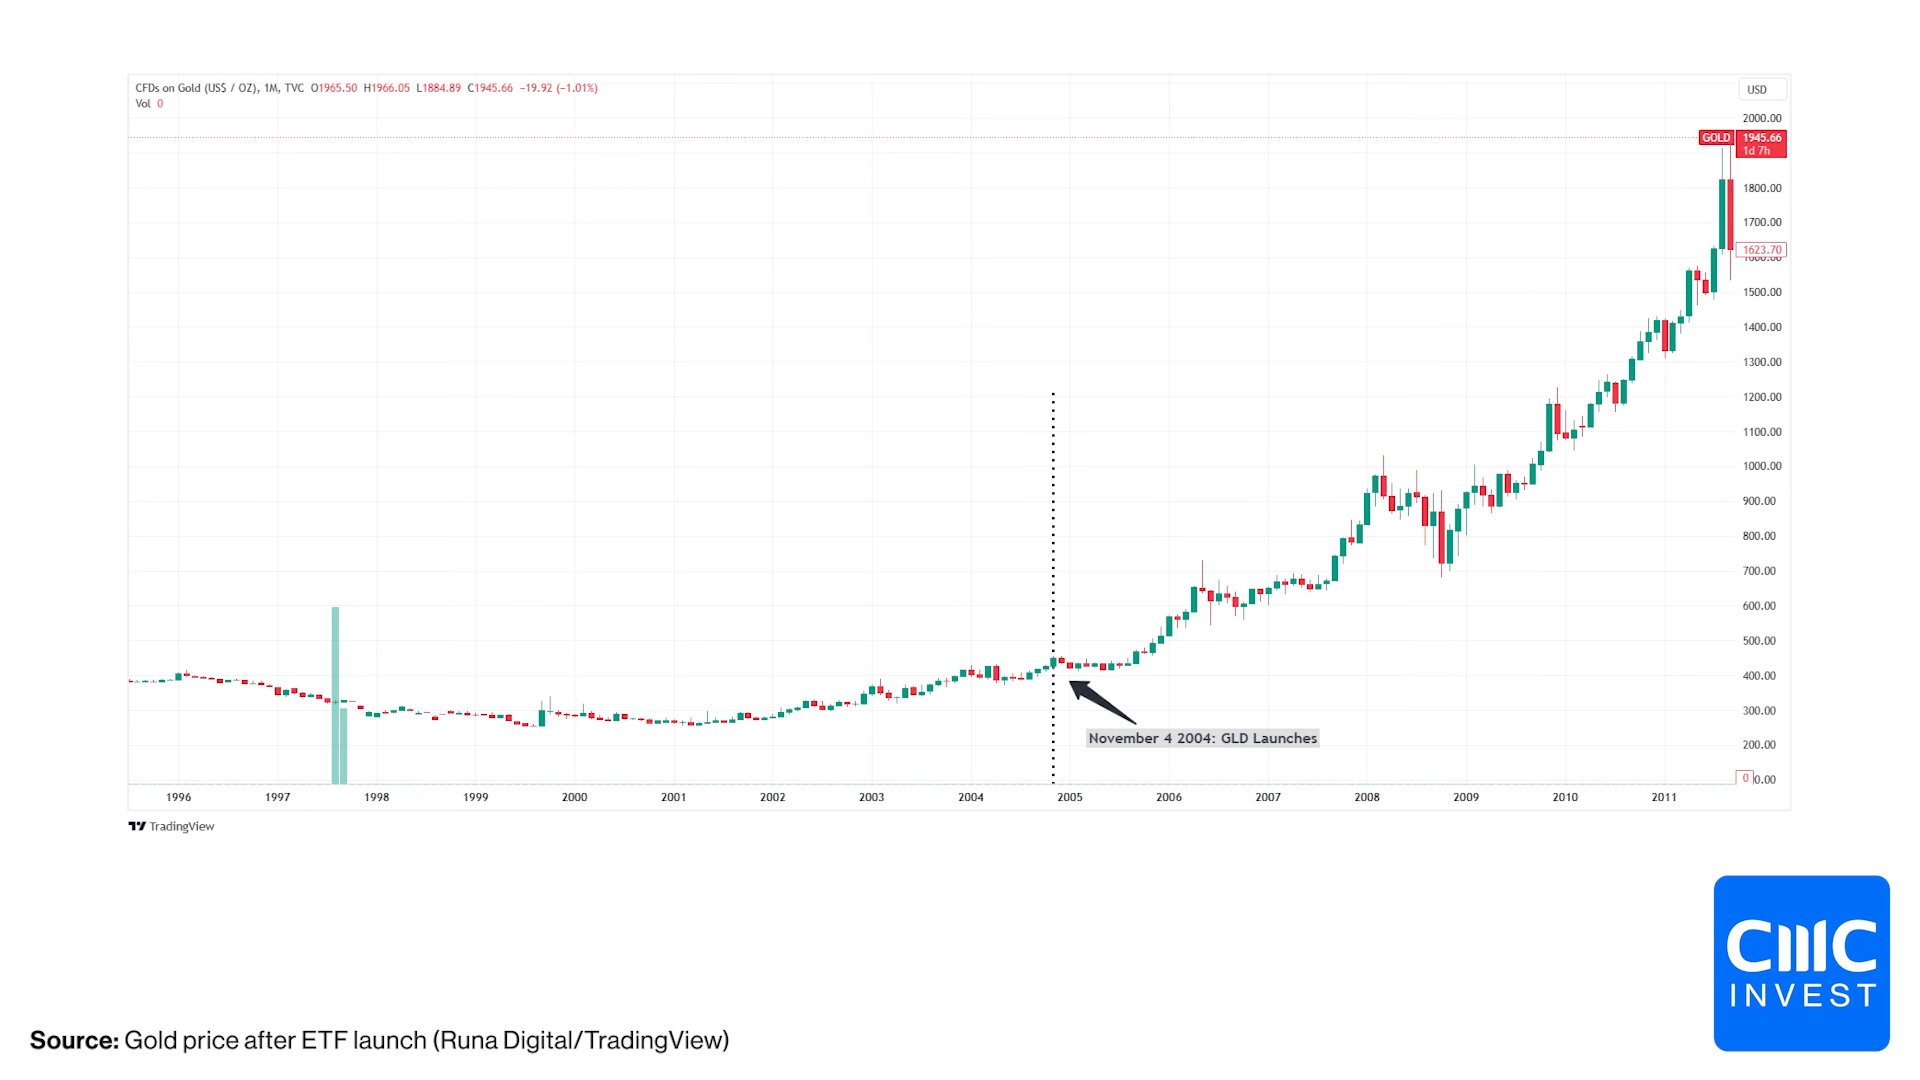 CFDs on Gold (US$ / OZ), 1M, TVC O1965.50 H1966.05 L1884.89 C1945.66 −19.92 (−1.01%)
Vol 0
USD
2000.00
GOLD 1945.66
1d 7h
1800.00
1700.00
1623.70
1600.00
1500.00
1400.00
1300.00
1200.00
1100.00
1000.00
900.00
800.00
700.00
600.00
500.00
400.00
300.00
200.00
0
0.00
November 4 2004: GLD Launches
1996 1997 1998 1999 2000 2001 2002 2003 2004 2005 2006 2007 2008 2009 2010 2011
TradingView
CMC
INVEST
Source: Gold price after ETF launch (Runa Digital/TradingView)